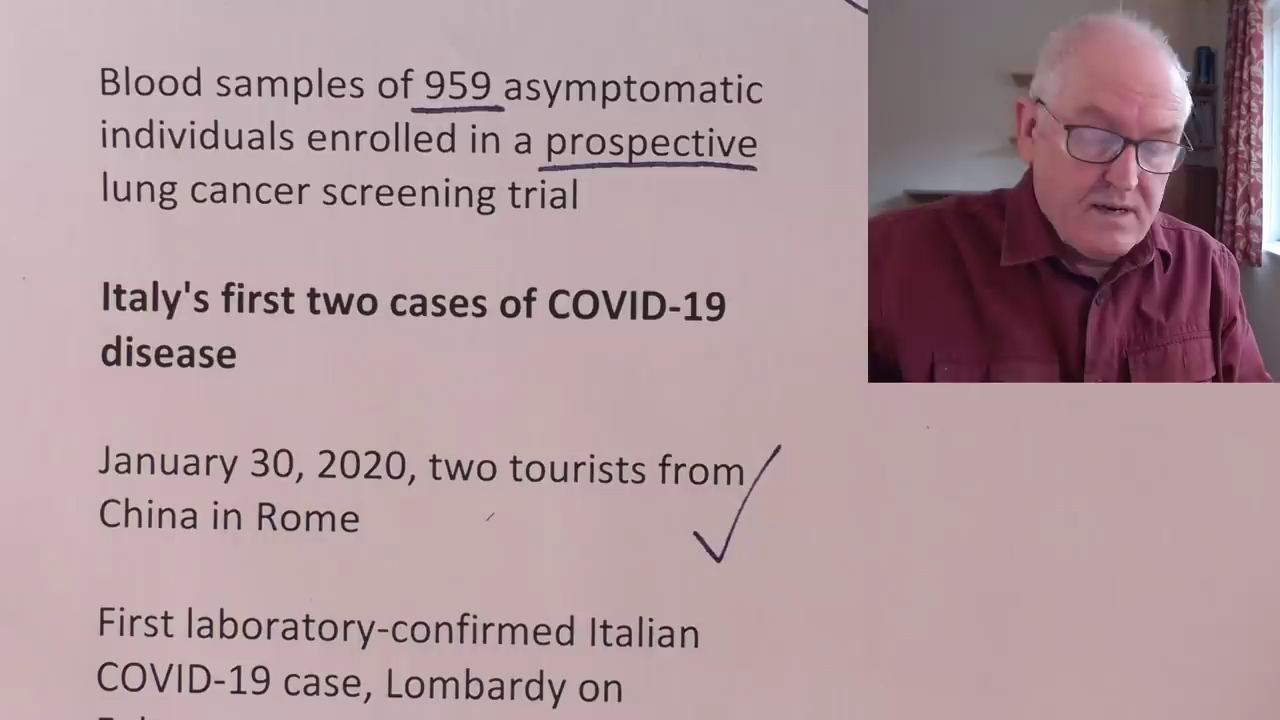 Blood samples of 959 asymptomatic
individuals enrolled in a prospective
lung cancer screening trial
Italy's first two cases of COVID-19
disease
January 30, 2020, two tourists from
China in Rome
First laboratory-confirmed Italian
COVID-19 case, Lombardy on